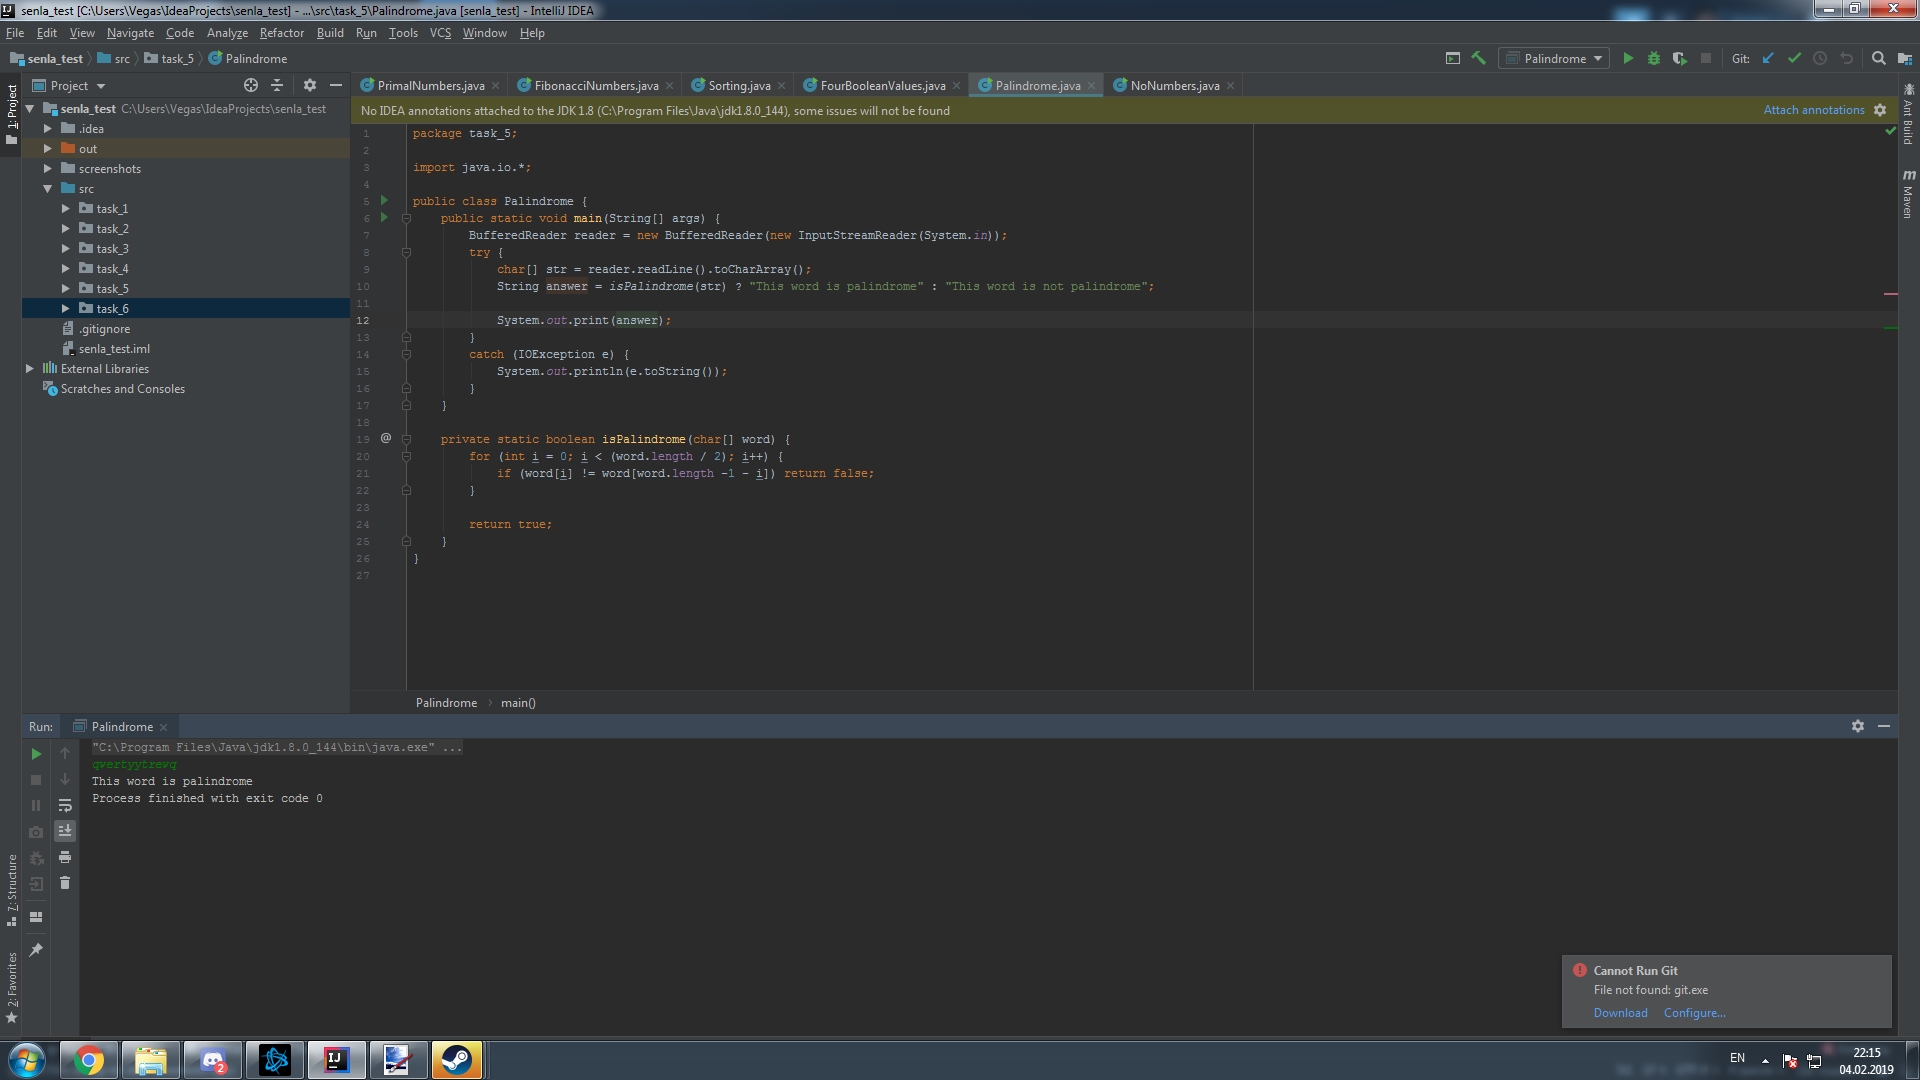 senla_test [C:\Users\Vegas\IdeaProjects\senla_test] - ...\src\task_5\Palindrome.java [senla_test] - IntelliJ IDEA
File Edit View Navigate Code Analyze Refactor Build Run Tools VCS Window Help
senla_test src task_5 Palindrome
Palindrome Git:
1: Project
Project
senla_test C:\Users\Vegas\IdeaProjects\senla_test
.idea
out
screenshots
src
task_1
task_2
task_3
task_4
task_5
task_6
.gitignore
senla_test.iml
External Libraries
Scratches and Consoles
PrimalNumbers.java FibonacciNumbers.java Sorting.java FourBooleanValues.java Palindrome.java NoNumbers.java
No IDEA annotations attached to the JDK 1.8 (C:\Program Files\Java\jdk1.8.0_144), some issues will not be found Attach annotations
1 package task_5;
2
3 import java.io.*;
4
5 public class Palindrome {
6 public static void main(String[] args) {
7 BufferedReader reader = new BufferedReader(new InputStreamReader(System.in));
8 try {
9 char[] str = reader.readLine().toCharArray();
10 String answer = isPalindrome(str) ? "This word is palindrome" : "This word is not palindrome";
11
12 System.out.print(answer);
13 }
14 catch (IOException e) {
15 System.out.println(e.toString());
16 }
17 }
18
19 @ private static boolean isPalindrome(char[] word) {
20 for (int i = 0; i < (word.length / 2); i++) {
21 if (word[i] != word[word.length -1 - i]) return false;
22 }
23
24 return true;
25 }
26 }
27
Palindrome main()
Ant Build
m Maven
Run: Palindrome
"C:\Program Files\Java\jdk1.8.0_144\bin\java.exe" ...
qwertyytrewq
This word is palindrome
Process finished with exit code 0
7: Structure
2: Favorites
Cannot Run Git
File not found: git.exe
Download Configure...
2
IJ
EN
22:15
04.02.2019